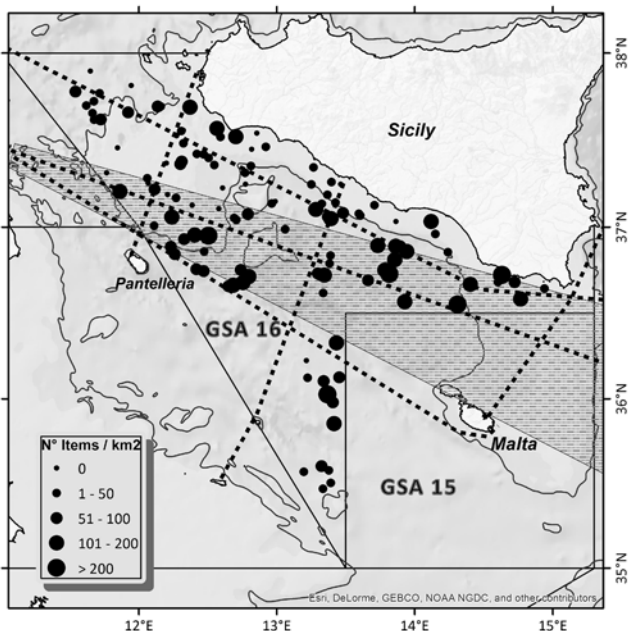 38°N
Sicily
37°N
Pantelleria
GSA 16
36°N
Malta
N° Items / km2
0
1 - 50
51 - 100
101 - 200
> 200
GSA 15
35°N
Esri, DeLorme, GEBCO, NOAA NGDC, and other contributors
12°E 13°E 14°E 15°E